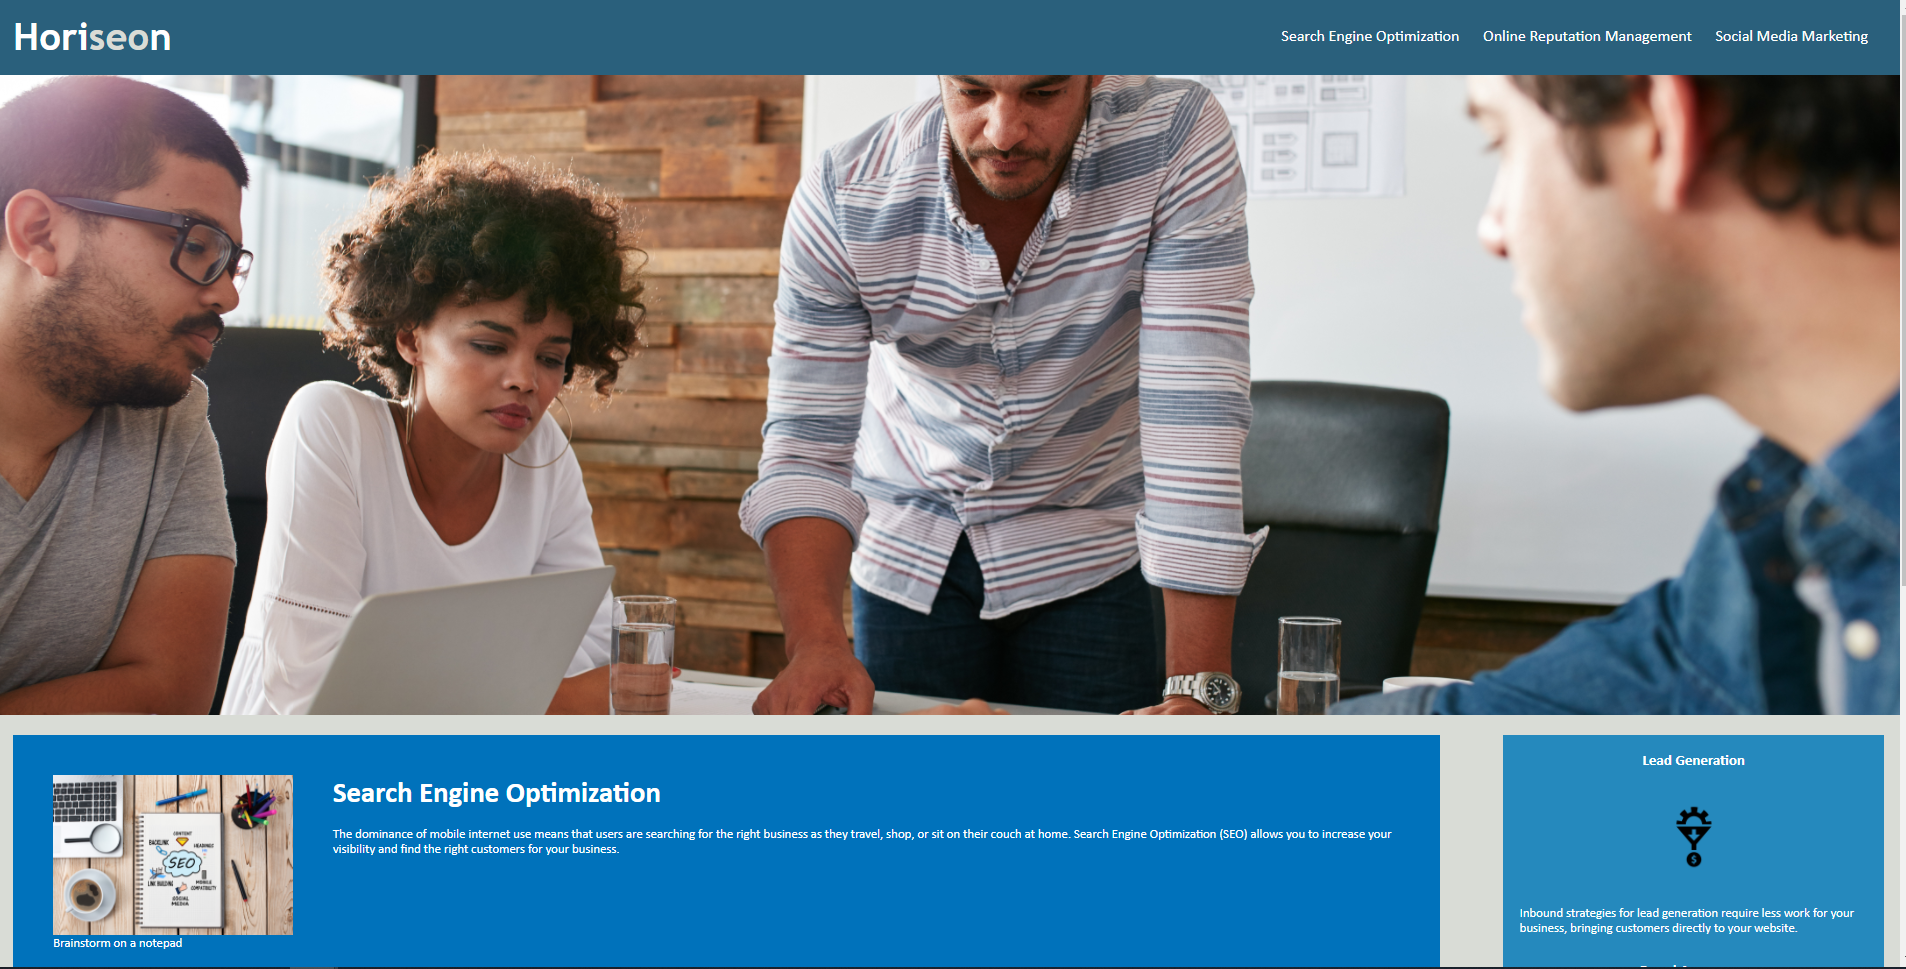 Horiseon
Search Engine Optimization
Online Reputation Management
Social Media Marketing
Search Engine Optimization
The dominance of mobile internet use means that users are searching for the right business as they travel, shop, or sit on their couch at home. Search Engine Optimization (SEO) allows you to increase your
visibility and find the right customers for your business.
CONTENT
BACKLINK
HEADINGS
SEO
LINK BUILDING
MOBILE
COMPATIBILITY
SOCIAL
MEDIA
Brainstorm on a notepad
Lead Generation
$
Inbound strategies for lead generation require less work for your
business, bringing customers directly to your website.